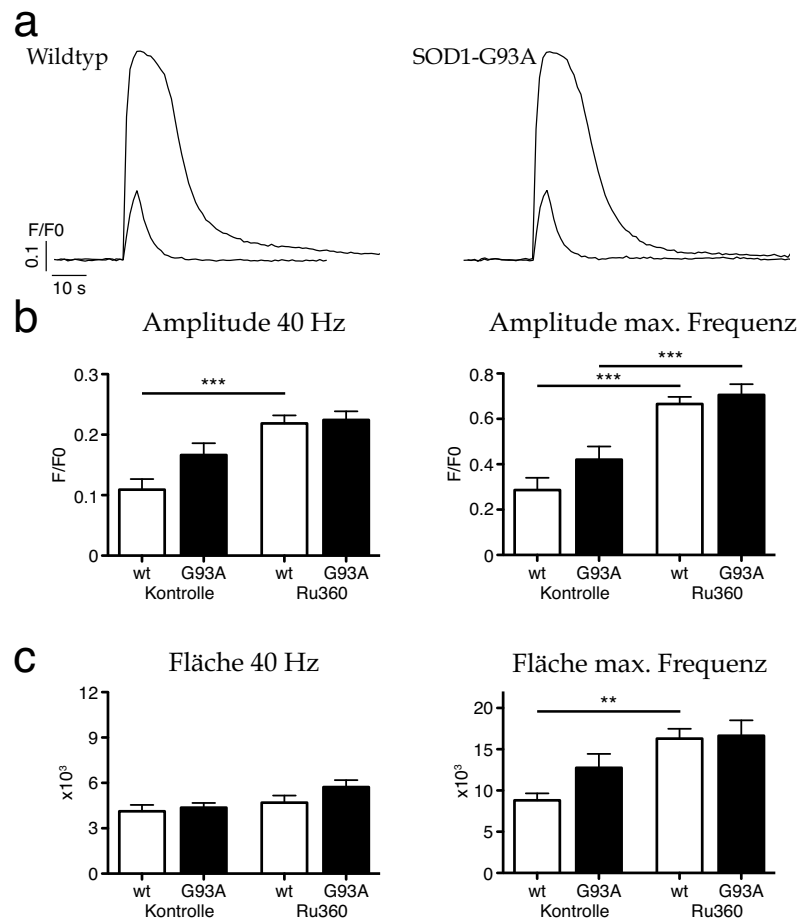 a
Wildtyp
SOD1-G93A
F/F0
0.1
10 s
b
Amplitude 40 Hz
Amplitude max. Frequenz
F/F0
0.3
0.2
0.1
0
***
wt
G93A
wt
G93A
Kontrolle
Ru360
F/F0
0.8
0.6
0.4
0.2
0
***
***
wt
G93A
wt
G93A
Kontrolle
Ru360
c
Fläche 40 Hz
Fläche max. Frequenz
x10³
12
9
6
3
0
wt
G93A
wt
G93A
Kontrolle
Ru360
x10³
20
15
10
5
0
**
wt
G93A
wt
G93A
Kontrolle
Ru360